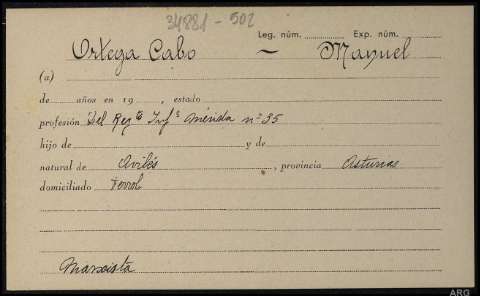 34881 - 502
Leg. núm. Exp. núm.
Ortega Cabo ~ Manuel
(a)
de años en 19 , estado
profesión Del Regto Infa Mérida nº 35
hijo de y de
natural de Avilés , provincia Asturias
domiciliado Ferrol
Marxista
ARG